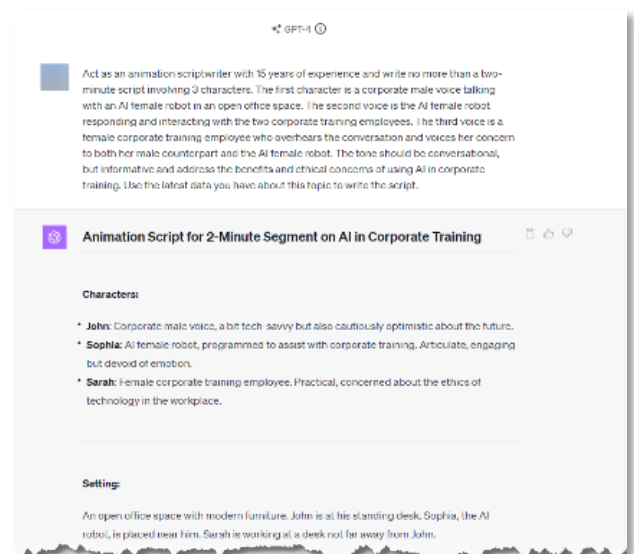 GPT-4
Act as an animation scriptwriter with 15 years of experience and write no more than a two-
minute script involving 3 characters. The first character is a corporate male voice talking
with an AI female robot in an open office space. The second voice is the AI female robot
responding and interacting with the two corporate training employees. The third voice is a
female corporate training employee who overhears the conversation and voices her concern
to both her male counterpart and the AI female robot. The tone should be conversational,
but informative and address the benefits and ethical concerns of using AI in corporate
training. Use the latest data you have about this topic to write the script.
Animation Script for 2-Minute Segment on AI in Corporate Training
Characters:
• John: Corporate male voice, a bit tech-savvy but also cautiously optimistic about the future.
• Sophia: AI female robot, programmed to assist with corporate training. Articulate, engaging
but devoid of emotion.
• Sarah: Female corporate training employee. Practical, concerned about the ethics of
technology in the workplace.
Setting:
An open office space with modern furniture. John is at his standing desk. Sophia, the AI
robot, is placed near him. Sarah is working at a desk not far away from John.